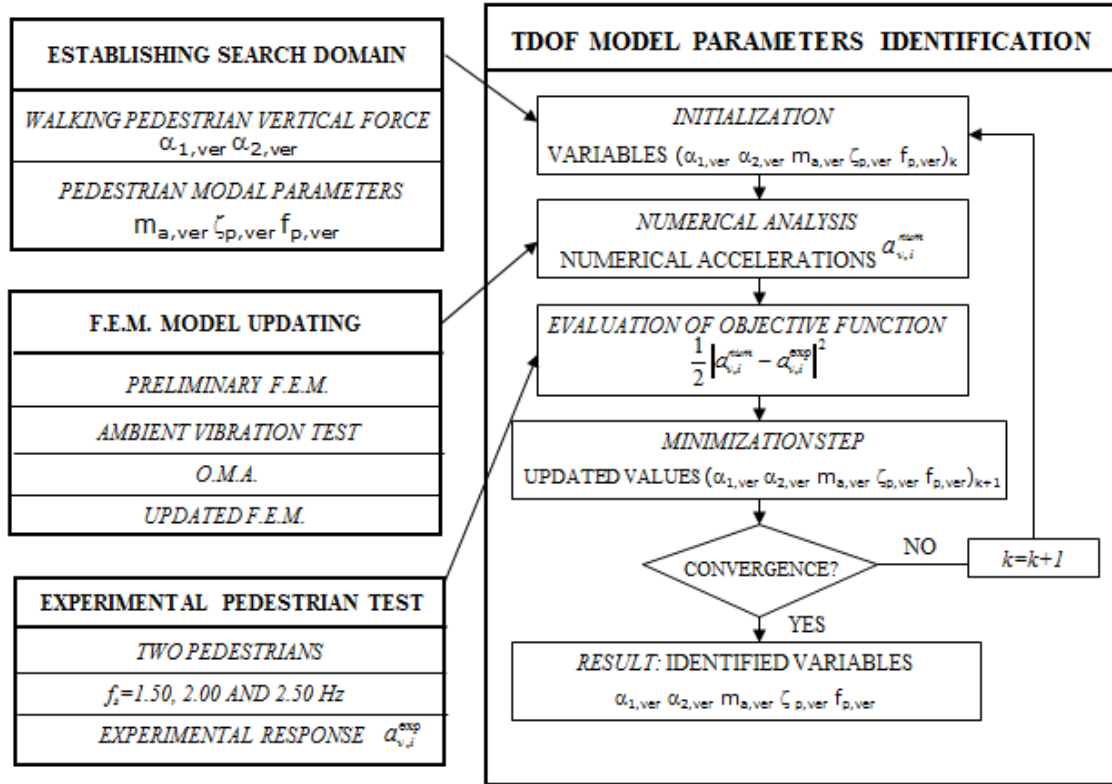 ESTABLISHING SEARCH DOMAIN
WALKING PEDESTRIAN VERTICAL FORCE
α1,ver α2,ver
PEDESTRIAN MODAL PARAMETERS
ma,ver ζp,ver fp,ver
F.E.M. MODEL UPDATING
PRELIMINARY F.E.M.
AMBIENT VIBRATION TEST
O.M.A.
UPDATED F.E.M.
EXPERIMENTAL PEDESTRIAN TEST
TWO PEDESTRIANS
fs=1.50, 2.00 AND 2.50 Hz
EXPERIMENTAL RESPONSE a^exp_v,i
TDOF MODEL PARAMETERS IDENTIFICATION
INITIALIZATION
VARIABLES (α1,ver α2,ver ma,ver ζp,ver fp,ver)k
NUMERICAL ANALYSIS
NUMERICAL ACCELERATIONS a^num_v,i
EVALUATION OF OBJECTIVE FUNCTION
1/2 |a^num_v,i − a^exp_v,i|^2
MINIMIZATION STEP
UPDATED VALUES (α1,ver α2,ver ma,ver ζp,ver fp,ver)k+1
CONVERGENCE?
NO
k=k+1
YES
RESULT: IDENTIFIED VARIABLES
α1,ver α2,ver ma,ver ζ p,ver fp,ver